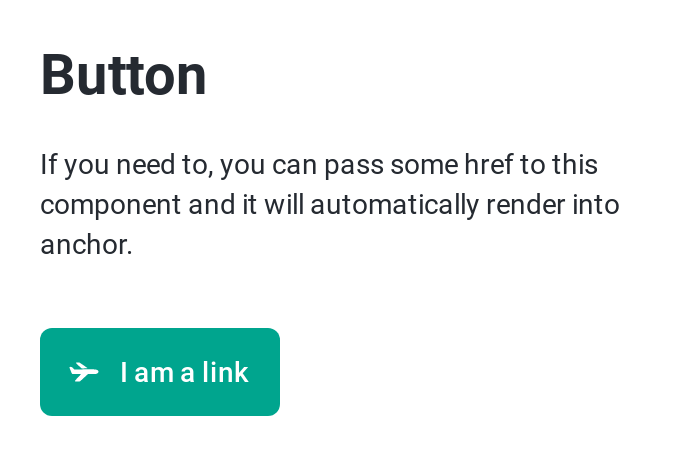 Button
If you need to, you can pass some href to this
component and it will automatically render into
anchor.
I am a link